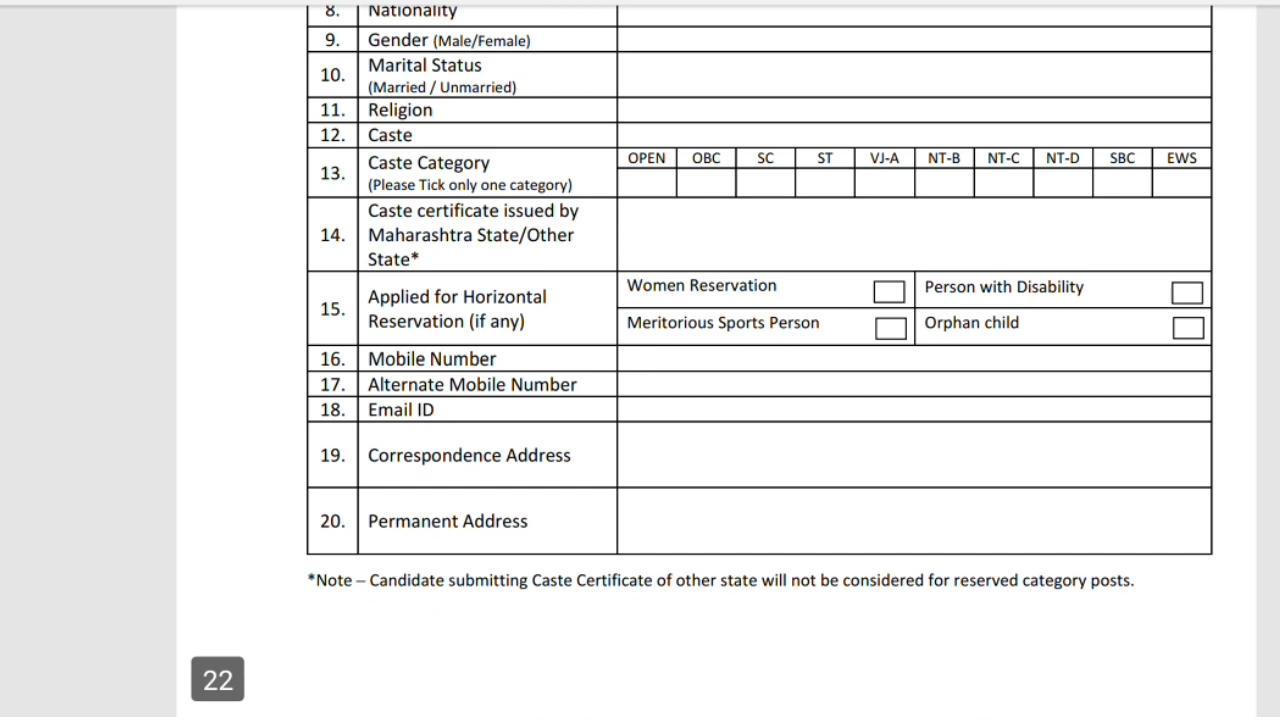 8. Nationality
9. Gender (Male/Female)
10. Marital Status
(Married / Unmarried)
11. Religion
12. Caste
13. Caste Category
(Please Tick only one category)
OPEN OBC SC ST VJ-A NT-B NT-C NT-D SBC EWS
14. Caste certificate issued by
Maharashtra State/Other
State*
15. Applied for Horizontal
Reservation (if any)
Women Reservation
Person with Disability
Meritorious Sports Person
Orphan child
16. Mobile Number
17. Alternate Mobile Number
18. Email ID
19. Correspondence Address
20. Permanent Address
*Note – Candidate submitting Caste Certificate of other state will not be considered for reserved category posts.
22